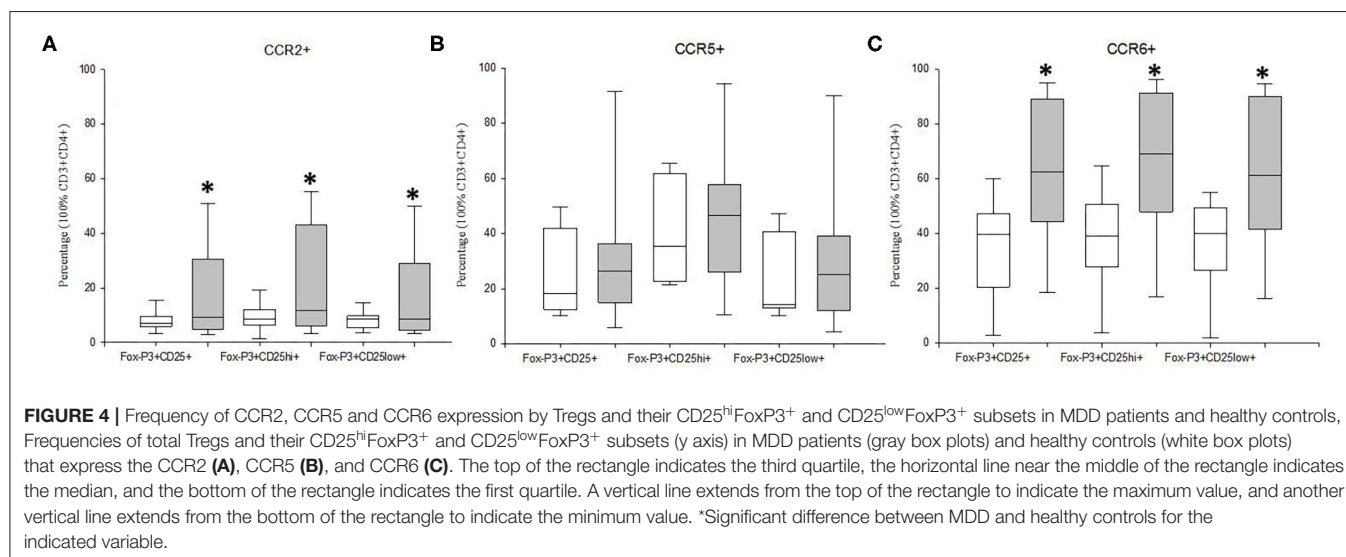 A
CCR2+
Percentage (100% CD3+CD4+)
100
80
60
40
20
0
*
*
*
Fox-P3+CD25+
Fox-P3+CD25hi+
Fox-P3+CD25low+
B
CCR5+
Percentage (100% CD3+CD4+)
100
80
60
40
20
0
Fox-P3+CD25+
Fox-P3+CD25hi+
Fox-P3+CD25low+
C
CCR6+
Percentage (100% CD3+CD4+)
100
80
60
40
20
0
*
*
*
Fox-P3+CD25+
Fox-P3+CD25hi+
Fox-P3+CD25low+
FIGURE 4 | Frequency of CCR2, CCR5 and CCR6 expression by Tregs and their CD25hiFoxP3+ and CD25lowFoxP3+ subsets in MDD patients and healthy controls,
Frequencies of total Tregs and their CD25hiFoxP3+ and CD25lowFoxP3+ subsets (y axis) in MDD patients (gray box plots) and healthy controls (white box plots)
that express the CCR2 (A), CCR5 (B), and CCR6 (C). The top of the rectangle indicates the third quartile, the horizontal line near the middle of the rectangle indicates
the median, and the bottom of the rectangle indicates the first quartile. A vertical line extends from the top of the rectangle to indicate the maximum value, and another
vertical line extends from the bottom of the rectangle to indicate the minimum value. *Significant difference between MDD and healthy controls for the
indicated variable.